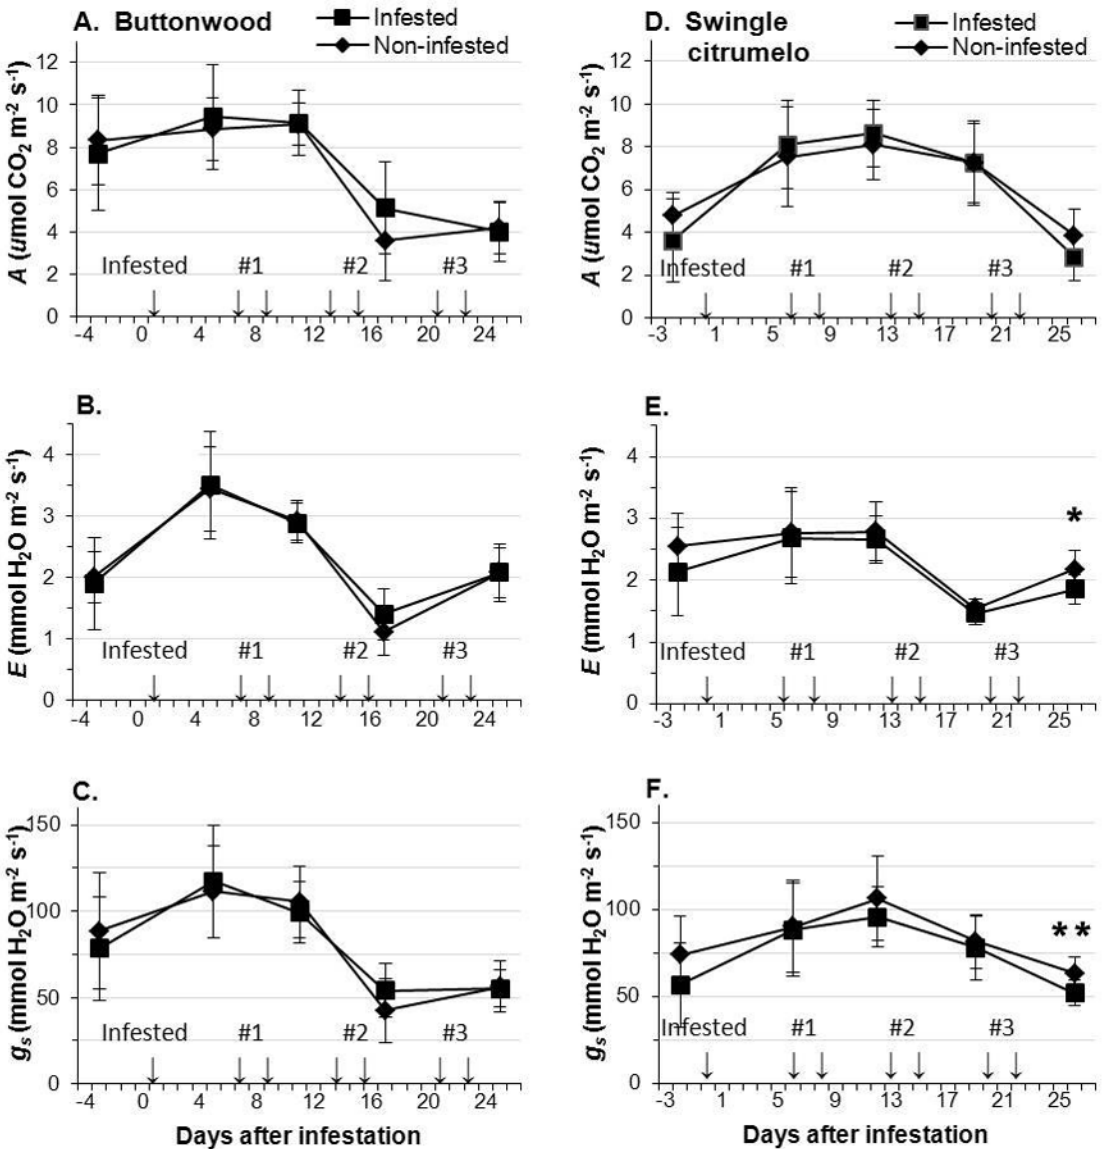 A. Buttonwood
Infested
Non-infested
A (umol CO2 m-2 s-1)
12
10
8
6
4
2
0
Infested #1 #2 #3
-4 0 4 8 12 16 20 24
D. Swingle
citrumelo
Infested
Non-infested
A (umol CO2 m-2 s-1)
12
10
8
6
4
2
0
Infested #1 #2 #3
-3 1 5 9 13 17 21 25
B.
E (mmol H2O m-2 s-1)
4
3
2
1
0
Infested #1 #2 #3
-4 0 4 8 12 16 20 24
E.
E (mmol H2O m-2 s-1)
4
3
2
1
0
*
Infested #1 #2 #3
-3 1 5 9 13 17 21 25
C.
gs (mmol H2O m-2 s-1)
150
100
50
0
Infested #1 #2 #3
-4 0 4 8 12 16 20 24
Days after infestation
F.
gs (mmol H2O m-2 s-1)
150
100
50
0
**
Infested #1 #2 #3
-3 1 5 9 13 17 21 25
Days after infestation